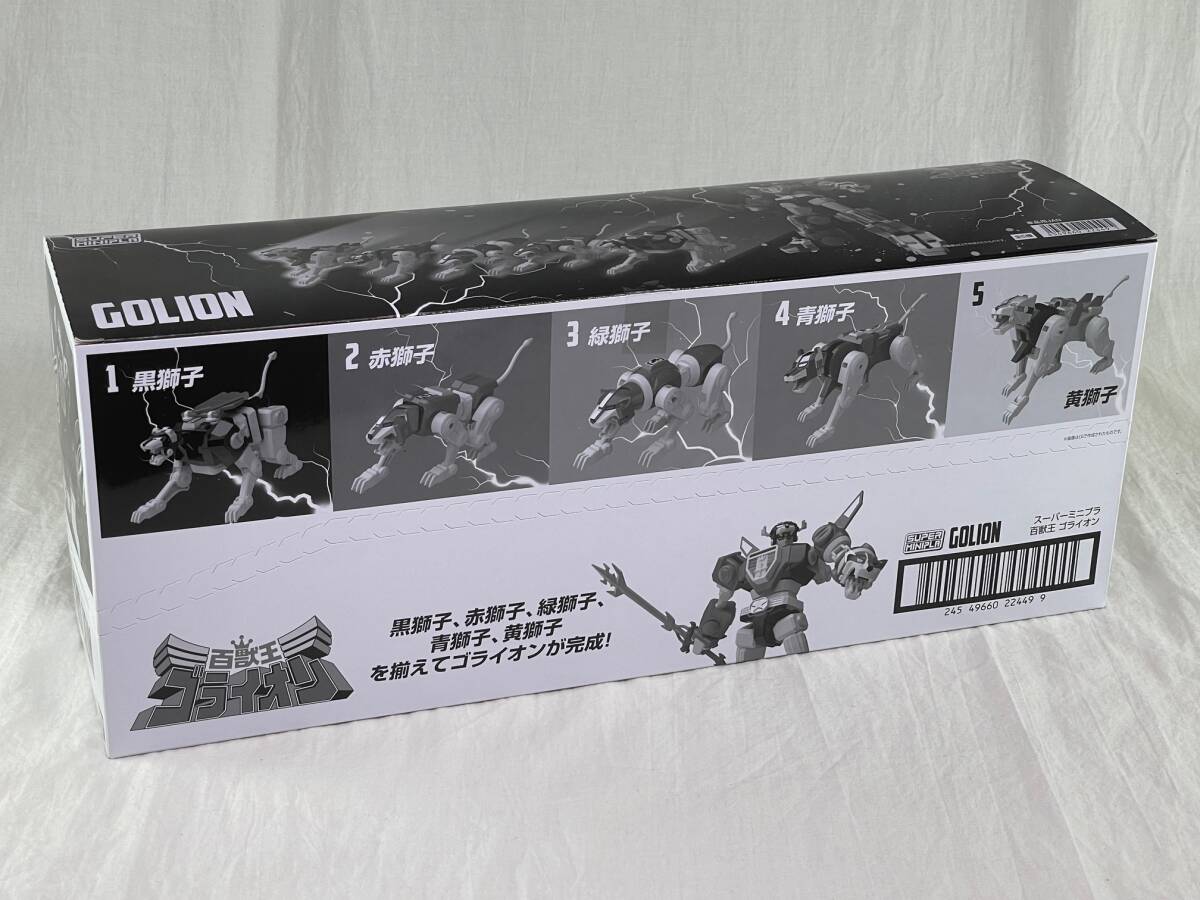 SUPER MINIPLA
GOLION
1 黒獅子
2 赤獅子
3 緑獅子
4 青獅子
5
黄獅子
黒獅子、赤獅子、緑獅子、
青獅子、黄獅子
を揃えてゴライオンが完成!
百獣王
ゴライオン
SUPER MINIPLA GOLION
スーパーミニプラ
百獣王 ゴライオン
245 49660 22449 9